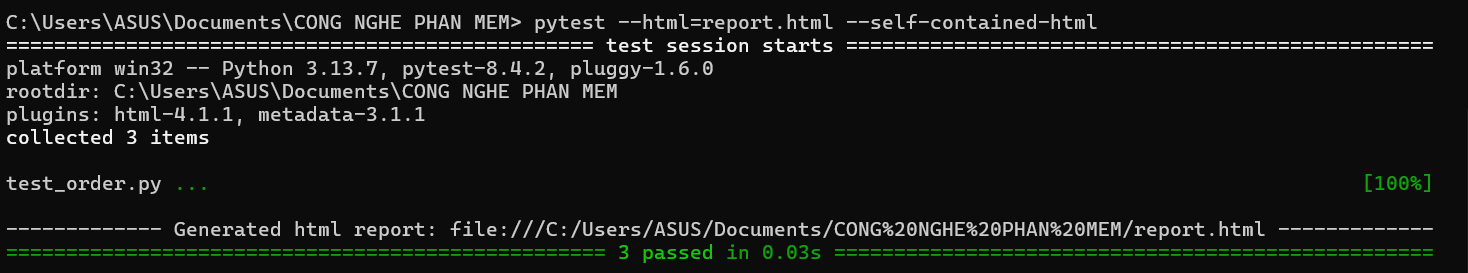 C:\Users\ASUS\Documents\CONG NGHE PHAN MEM> pytest --html=report.html --self-contained-html
================================================= test session starts =================================================
platform win32 -- Python 3.13.7, pytest-8.4.2, pluggy-1.6.0
rootdir: C:\Users\ASUS\Documents\CONG NGHE PHAN MEM
plugins: html-4.1.1, metadata-3.1.1
collected 3 items
test_order.py ... [100%]
------------- Generated html report: file:///C:/Users/ASUS/Documents/CONG%20NGHE%20PHAN%20MEM/report.html -------------
================================================== 3 passed in 0.03s ==================================================